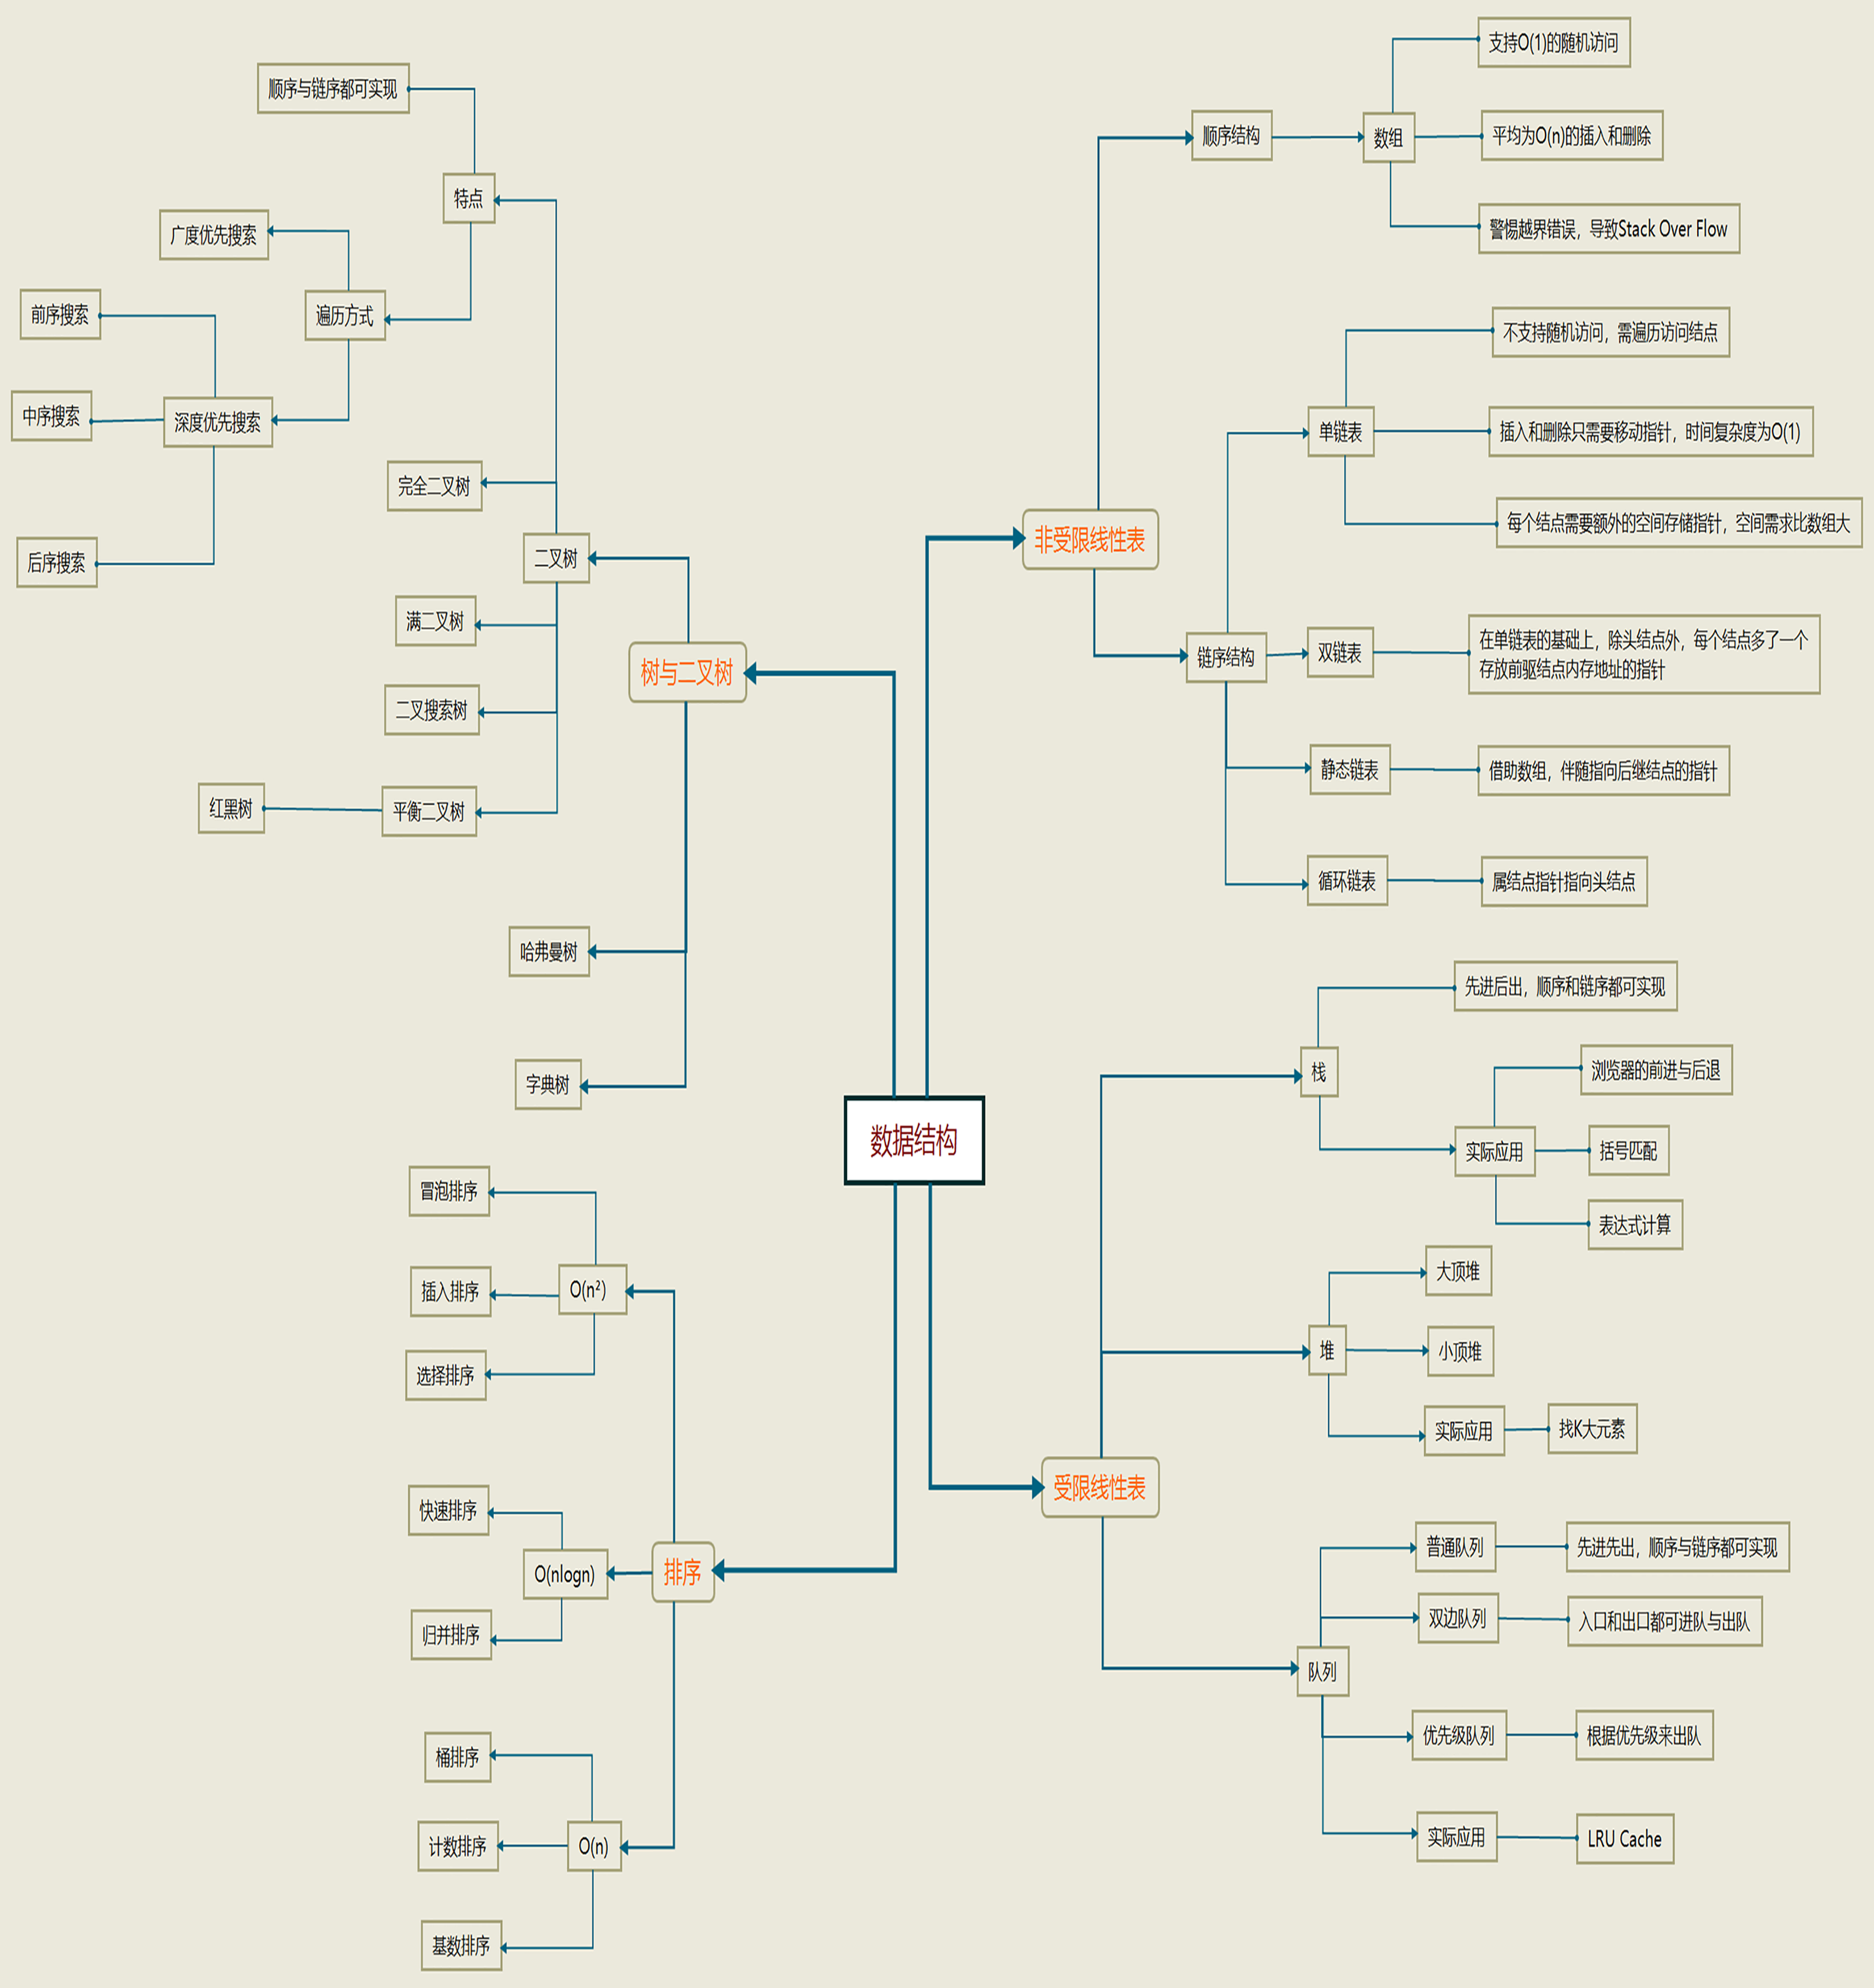 数据结构
非受限线性表
顺序结构
数组
支持O(1)的随机访问
平均为O(n)的插入和删除
警惕越界错误，导致Stack Over Flow
链序结构
单链表
不支持随机访问，需遍历访问结点
插入和删除只需要移动指针，时间复杂度为O(1)
每个结点需要额外的空间存储指针，空间需求比数组大
双链表
在单链表的基础上，除头结点外，每个结点多了一个
存放前驱结点内存地址的指针
静态链表
借助数组，伴随指向后继结点的指针
循环链表
属结点指针指向头结点
受限线性表
栈
先进后出，顺序和链序都可实现
实际应用
浏览器的前进与后退
括号匹配
表达式计算
堆
大顶堆
小顶堆
实际应用
找K大元素
队列
普通队列
先进先出，顺序与链序都可实现
双边队列
入口和出口都可进队与出队
优先级队列
根据优先级来出队
实际应用
LRU Cache
树与二叉树
二叉树
特点
顺序与链序都可实现
遍历方式
广度优先搜索
深度优先搜索
前序搜索
中序搜索
后序搜索
完全二叉树
满二叉树
二叉搜索树
平衡二叉树
红黑树
哈弗曼树
字典树
排序
O(n²)
冒泡排序
插入排序
选择排序
O(nlogn)
快速排序
归并排序
O(n)
桶排序
计数排序
基数排序